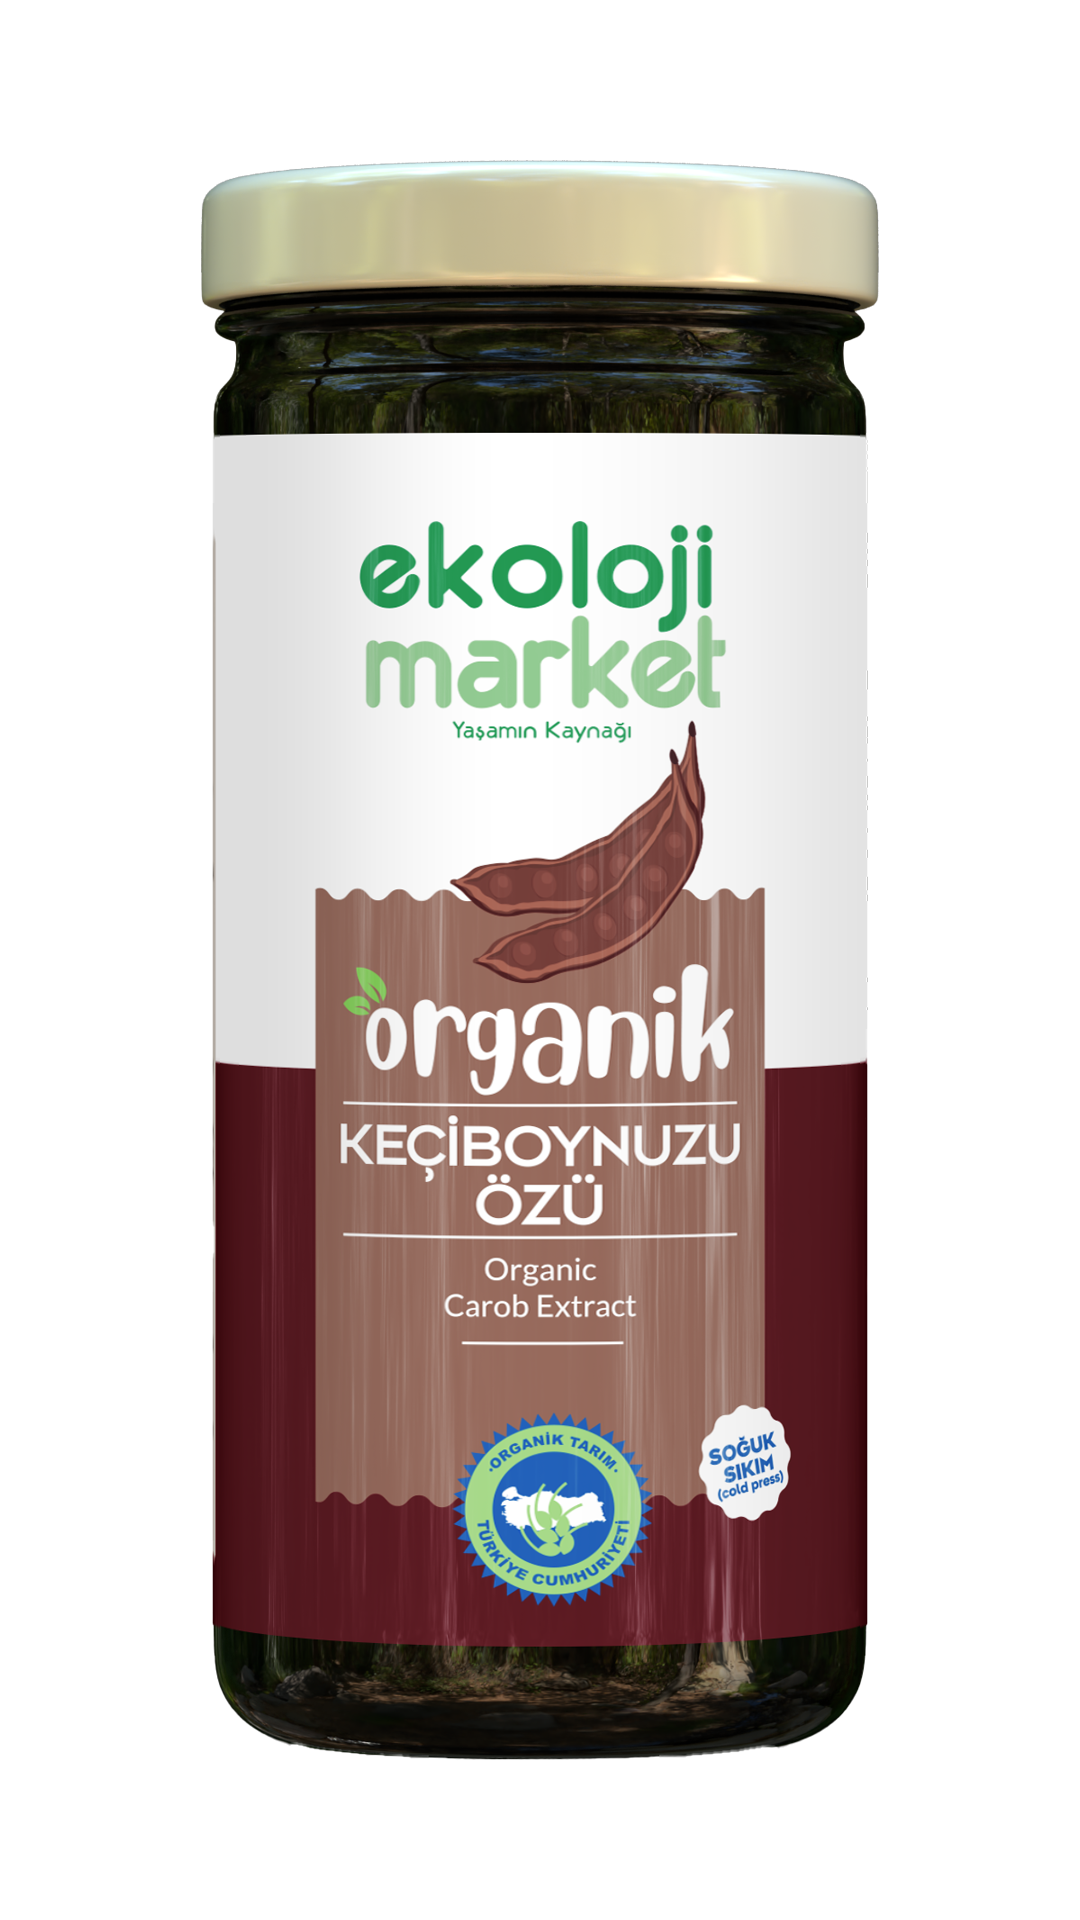 ekoloji
market
Yaşamın Kaynağı
organik
KEÇİBOYNUZU
ÖZÜ
Organic
Carob Extract
·ORGANİK TARIM·
TÜRKİYE CUMHURİYETİ
SOĞUK
SIKIM
(cold press)